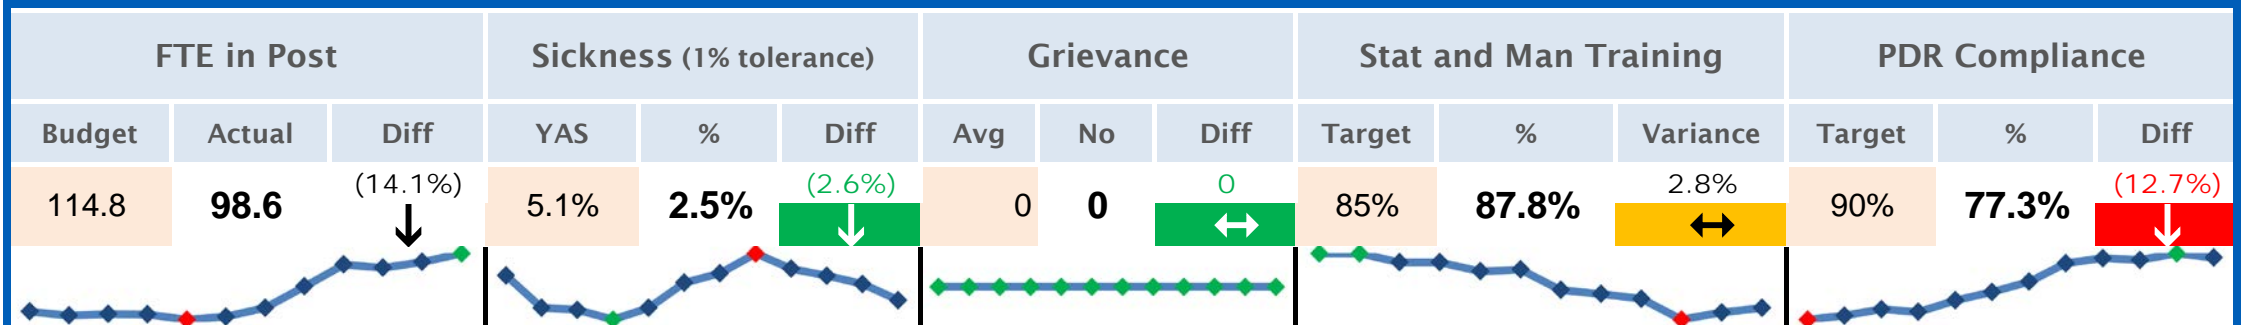 FTE in Post Sickness (1% tolerance) Grievance Stat and Man Training PDR Compliance
Budget Actual Diff YAS % Diff Avg No Diff Target % Variance Target % Diff
114.8 98.6 (14.1%) 5.1% 2.5% (2.6%) 0 0 0 85% 87.8% 2.8% 90% 77.3% (12.7%)